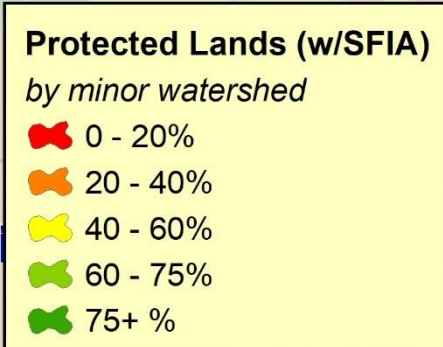 Protected Lands (w/SFIA)
by minor watershed
0 - 20%
20 - 40%
40 - 60%
60 - 75%
75+ %